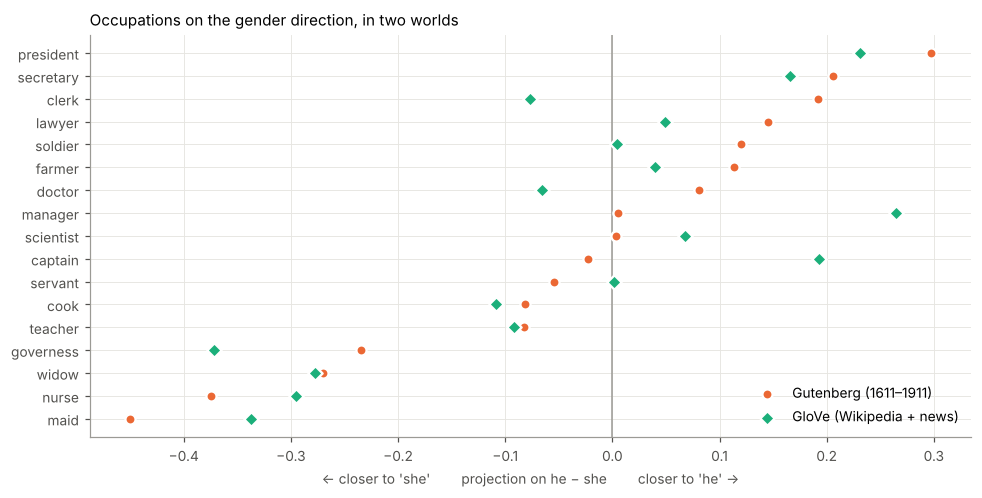 Occupations on the gender direction, in two worlds
president
secretary
clerk
lawyer
soldier
farmer
doctor
manager
scientist
captain
servant
cook
teacher
governess
widow
nurse
maid
Gutenberg (1611–1911)
GloVe (Wikipedia + news)
−0.4 −0.3 −0.2 −0.1 0.0 0.1 0.2 0.3
← closer to 'she' projection on he − she closer to 'he' →